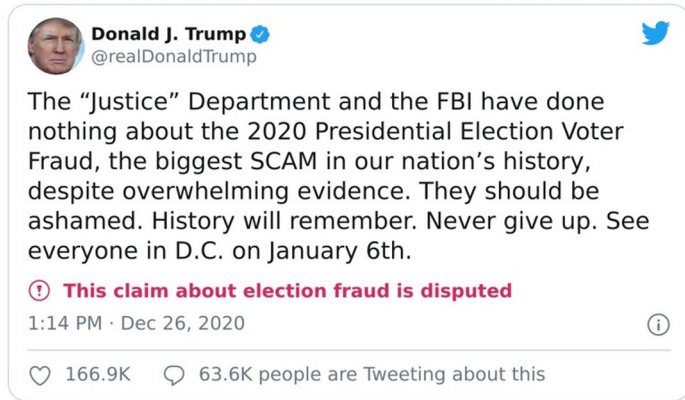 Donald J. Trump
@realDonaldTrump
The “Justice” Department and the FBI have done
nothing about the 2020 Presidential Election Voter
Fraud, the biggest SCAM in our nation’s history,
despite overwhelming evidence. They should be
ashamed. History will remember. Never give up. See
everyone in D.C. on January 6th.
This claim about election fraud is disputed
1:14 PM · Dec 26, 2020
166.9K 63.6K people are Tweeting about this